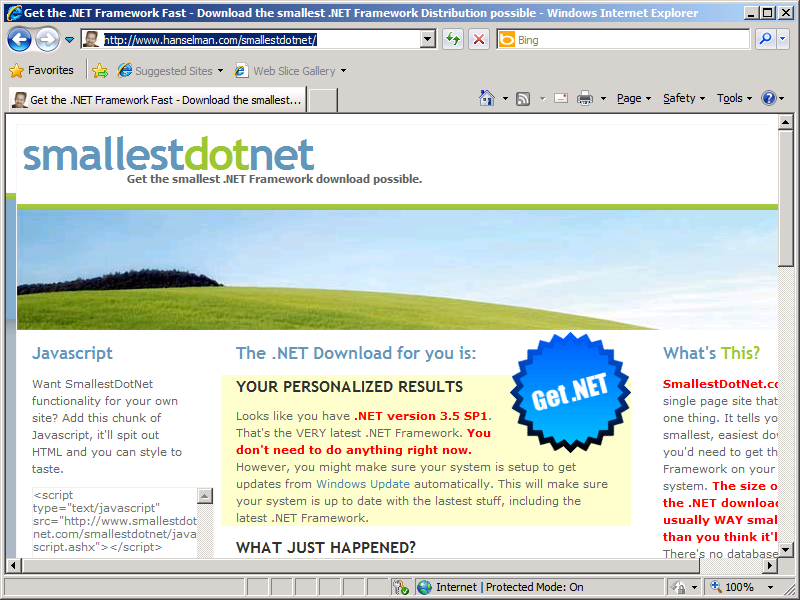 Get the .NET Framework Fast - Download the smallest .NET Framework Distribution possible - Windows Internet Explorer
http://www.hanselman.com/smallestdotnet/
Bing
Favorites
Suggested Sites
Web Slice Gallery
Get the .NET Framework Fast - Download the smallest...
Page
Safety
Tools
smallestdotnet
Get the smallest .NET Framework download possible.
Javascript
Want SmallestDotNet
functionality for your own
site? Add this chunk of
Javascript, it'll spit out
HTML and you can style to
taste.
<script
type="text/javascript"
src="http://www.smallestdot
net.com/smallestdotnet/java
script.ashx"></script>
The .NET Download for you is:
Get .NET
YOUR PERSONALIZED RESULTS
Looks like you have .NET version 3.5 SP1.
That's the VERY latest .NET Framework. You
don't need to do anything right now.
However, you might make sure your system is setup to get
updates from Windows Update automatically. This will make sure
your system is up to date with the lastest stuff, including the
latest .NET Framework.
WHAT JUST HAPPENED?
What's This?
SmallestDotNet.co
single page site tha
one thing. It tells yo
smallest, easiest dow
you'd need to get th
Framework on your
system. The size o
the .NET download
usually WAY smal
than you think it'l
There's no database
Internet | Protected Mode: On
100%